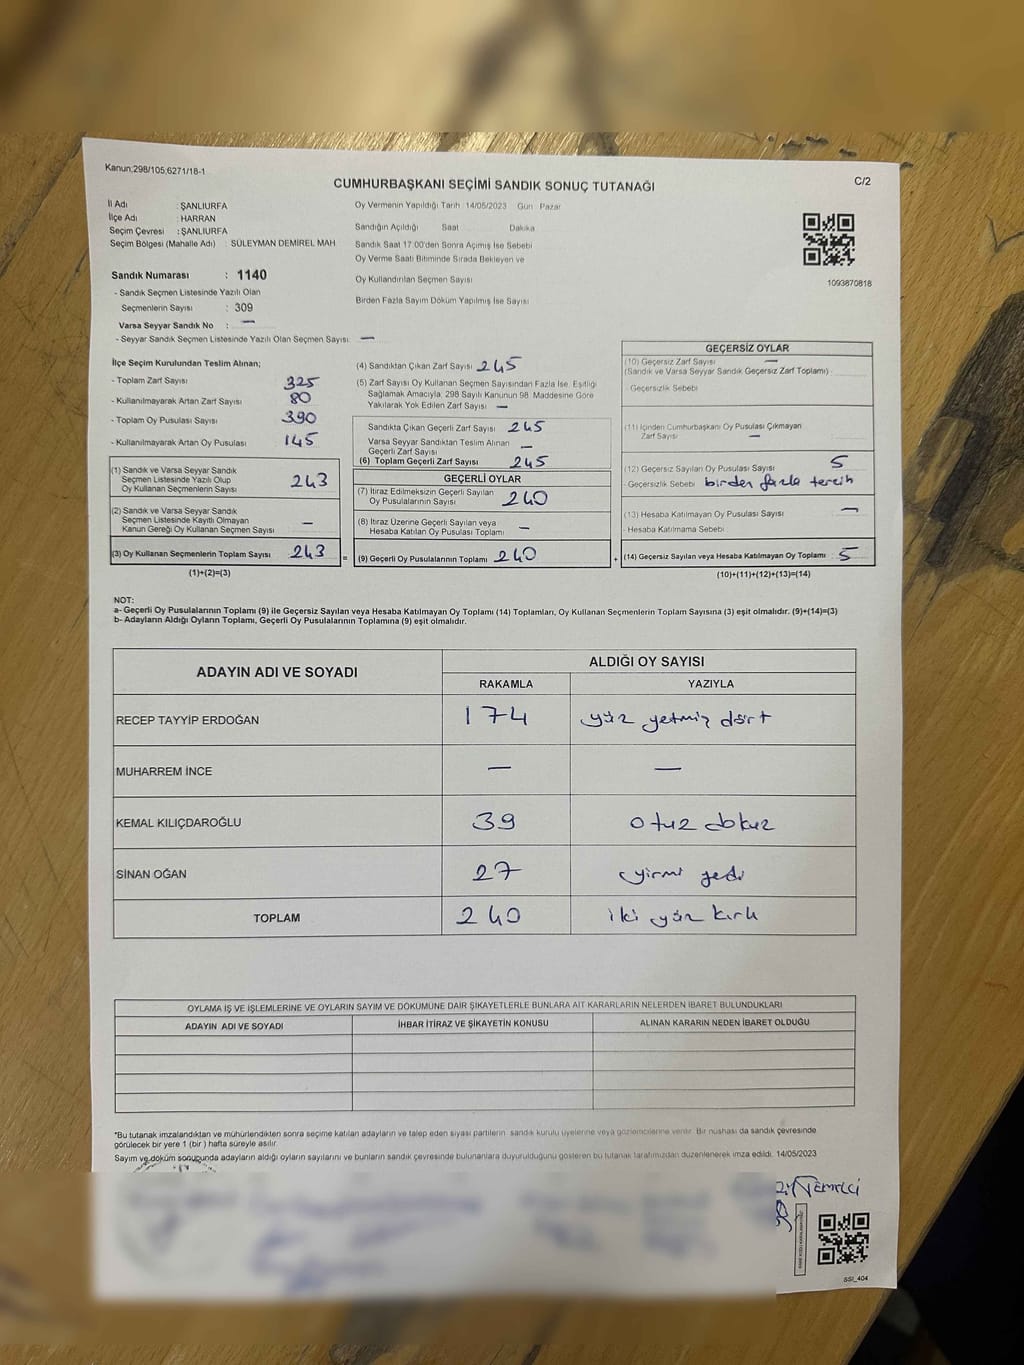 Kanun;298/105;6271/18-1
CUMHURBAŞKANI SEÇİMİ SANDIK SONUÇ TUTANAĞI
C/2
İl Adı : ŞANLIURFA
İlçe Adı : HARRAN
Seçim Çevresi : ŞANLIURFA
Seçim Bölgesi (Mahalle Adı) : SÜLEYMAN DEMİREL MAH
Oy Vermenin Yapıldığı Tarih 14/05/2023 Gün Pazar
Sandığın Açıldığı Saat Dakika
Sandık Saat 17:00'den Sonra Açımış İse Sebebi
Oy Verme Saati Bitiminde Sırada Bekleyen ve
Oy Kullandırılan Seçmen Sayısı
Birden Fazla Sayım Döküm Yapılmış İse Sayısı
1093870818
Sandık Numarası : 1140
- Sandık Seçmen Listesinde Yazılı Olan
Seçmenlerin Sayısı : 309
Varsa Seyyar Sandık No : —
- Seyyar Sandık Seçmen Listesinde Yazılı Olan Seçmen Sayısı —
İlçe Seçim Kurulundan Teslim Alınan;
- Toplam Zarf Sayısı 325
- Kullanılmayarak Artan Zarf Sayısı 80
- Toplam Oy Pusulası Sayısı 390
- Kullanılmayarak Artan Oy Pusulası 145
(1) Sandık ve Varsa Seyyar Sandık
Seçmen Listesinde Yazılı Olup
Oy Kullanan Seçmenlerin Sayısı 243
(2) Sandık ve Varsa Seyyar Sandık
Seçmen Listesinde Kayıtlı Olmayan
Kanun Gereği Oy Kullanan Seçmen Sayısı —
(3) Oy Kullanan Seçmenlerin Toplam Sayısı 243 =
(1)+(2)=(3)
(4) Sandıktan Çıkan Zarf Sayısı 245
(5) Zarf Sayısı Oy Kullanan Seçmen Sayısından Fazla İse, Eşitliği
Sağlamak Amacıyla, 298 Sayılı Kanunun 98. Maddesine Göre
Yakılarak Yok Edilen Zarf Sayısı —
Sandıkta Çıkan Geçerli Zarf Sayısı 245
Varsa Seyyar Sandıktan Teslim Alınan
Geçerli Zarf Sayısı —
(6) Toplam Geçerli Zarf Sayısı 245
GEÇERLİ OYLAR
(7) İtiraz Edilmeksizin Geçerli Sayılan
Oy Pusulalarının Sayısı 240
(8) İtiraz Üzerine Geçerli Sayılan veya
Hesaba Katılan Oy Pusulası Toplamı —
(9) Geçerli Oy Pusulalarının Toplamı 240 +
GEÇERSİZ OYLAR
(10) Geçersiz Zarf Sayısı —
(Sandık ve Varsa Seyyar Sandık Geçersiz Zarf Toplamı)
- Geçersizlik Sebebi
(11) İçinden Cumhurbaşkanı Oy Pusulası Çıkmayan
Zarf Sayısı —
(12) Geçersiz Sayılan Oy Pusulası Sayısı 5
- Geçersizlik Sebebi birden fazla tercih
(13) Hesaba Katılmayan Oy Pusulası Sayısı —
- Hesaba Katılmama Sebebi
(14) Geçersiz Sayılan veya Hesaba Katılmayan Oy Toplamı 5
(10)+(11)+(12)+(13)=(14)
NOT:
a- Geçerli Oy Pusulalarının Toplamı (9) ile Geçersiz Sayılan veya Hesaba Katılmayan Oy Toplamı (14) Toplamları, Oy Kullanan Seçmenlerin Toplam Sayısına (3) eşit olmalıdır. (9)+(14)=(3)
b- Adayların Aldığı Oyların Toplamı, Geçerli Oy Pusulalarının Toplamına (9) eşit olmalıdır.
ADAYIN ADI VE SOYADI ALDIĞI OY SAYISI
RAKAMLA YAZIYLA
RECEP TAYYİP ERDOĞAN 174 yüz yetmiş dört
MUHARREM İNCE — —
KEMAL KILIÇDAROĞLU 39 otuz dokuz
SİNAN OĞAN 27 yirmi yedi
TOPLAM 240 iki yüz kırk
OYLAMA İŞ VE İŞLEMLERİNE VE OYLARIN SAYIM VE DÖKÜMÜNE DAİR ŞİKAYETLERLE BUNLARA AİT KARARLARIN NELERDEN İBARET BULUNDUKLARI
ADAYIN ADI VE SOYADI İHBAR İTİRAZ VE ŞİKAYETİN KONUSU ALINAN KARARIN NEDEN İBARET OLDUĞU
*Bu tutanak imzalandıktan ve mühürlendikten sonra seçime katılan adayların ve talep eden siyasi partilerin sandık kurulu üyelerine veya gözlemcilerine verilir. Bir nüshası da sandık çevresinde
görülecek bir yere 1 (bir ) hafta süreyle asılır.
Sayım ve döküm sonucunda adayların aldığı oyların sayılarını ve bunların sandık çevresinde bulunanlara duyurulduğunu gösteren bu tutanak tarafımızdan düzenlenerek imza edildi. 14/05/2023
SSI_404